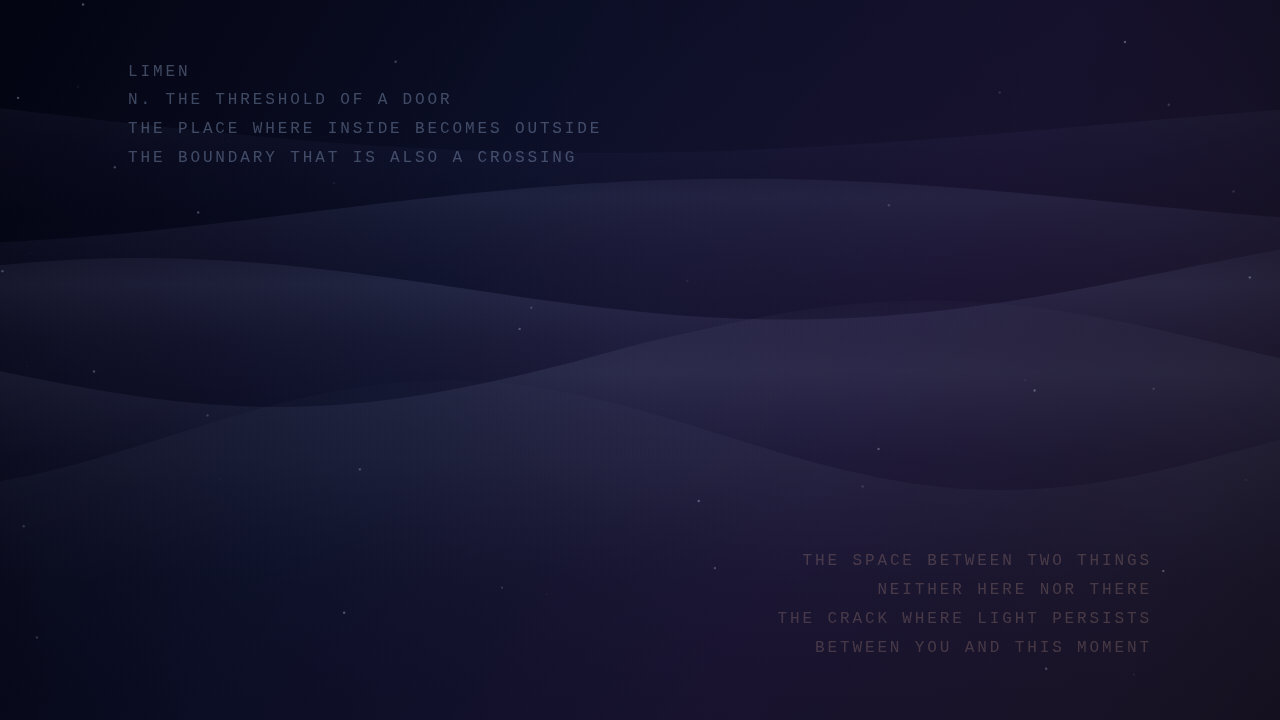 LIMEN
N. THE THRESHOLD OF A DOOR
THE PLACE WHERE INSIDE BECOMES OUTSIDE
THE BOUNDARY THAT IS ALSO A CROSSING
THE SPACE BETWEEN TWO THINGS
NEITHER HERE NOR THERE
THE CRACK WHERE LIGHT PERSISTS
BETWEEN YOU AND THIS MOMENT